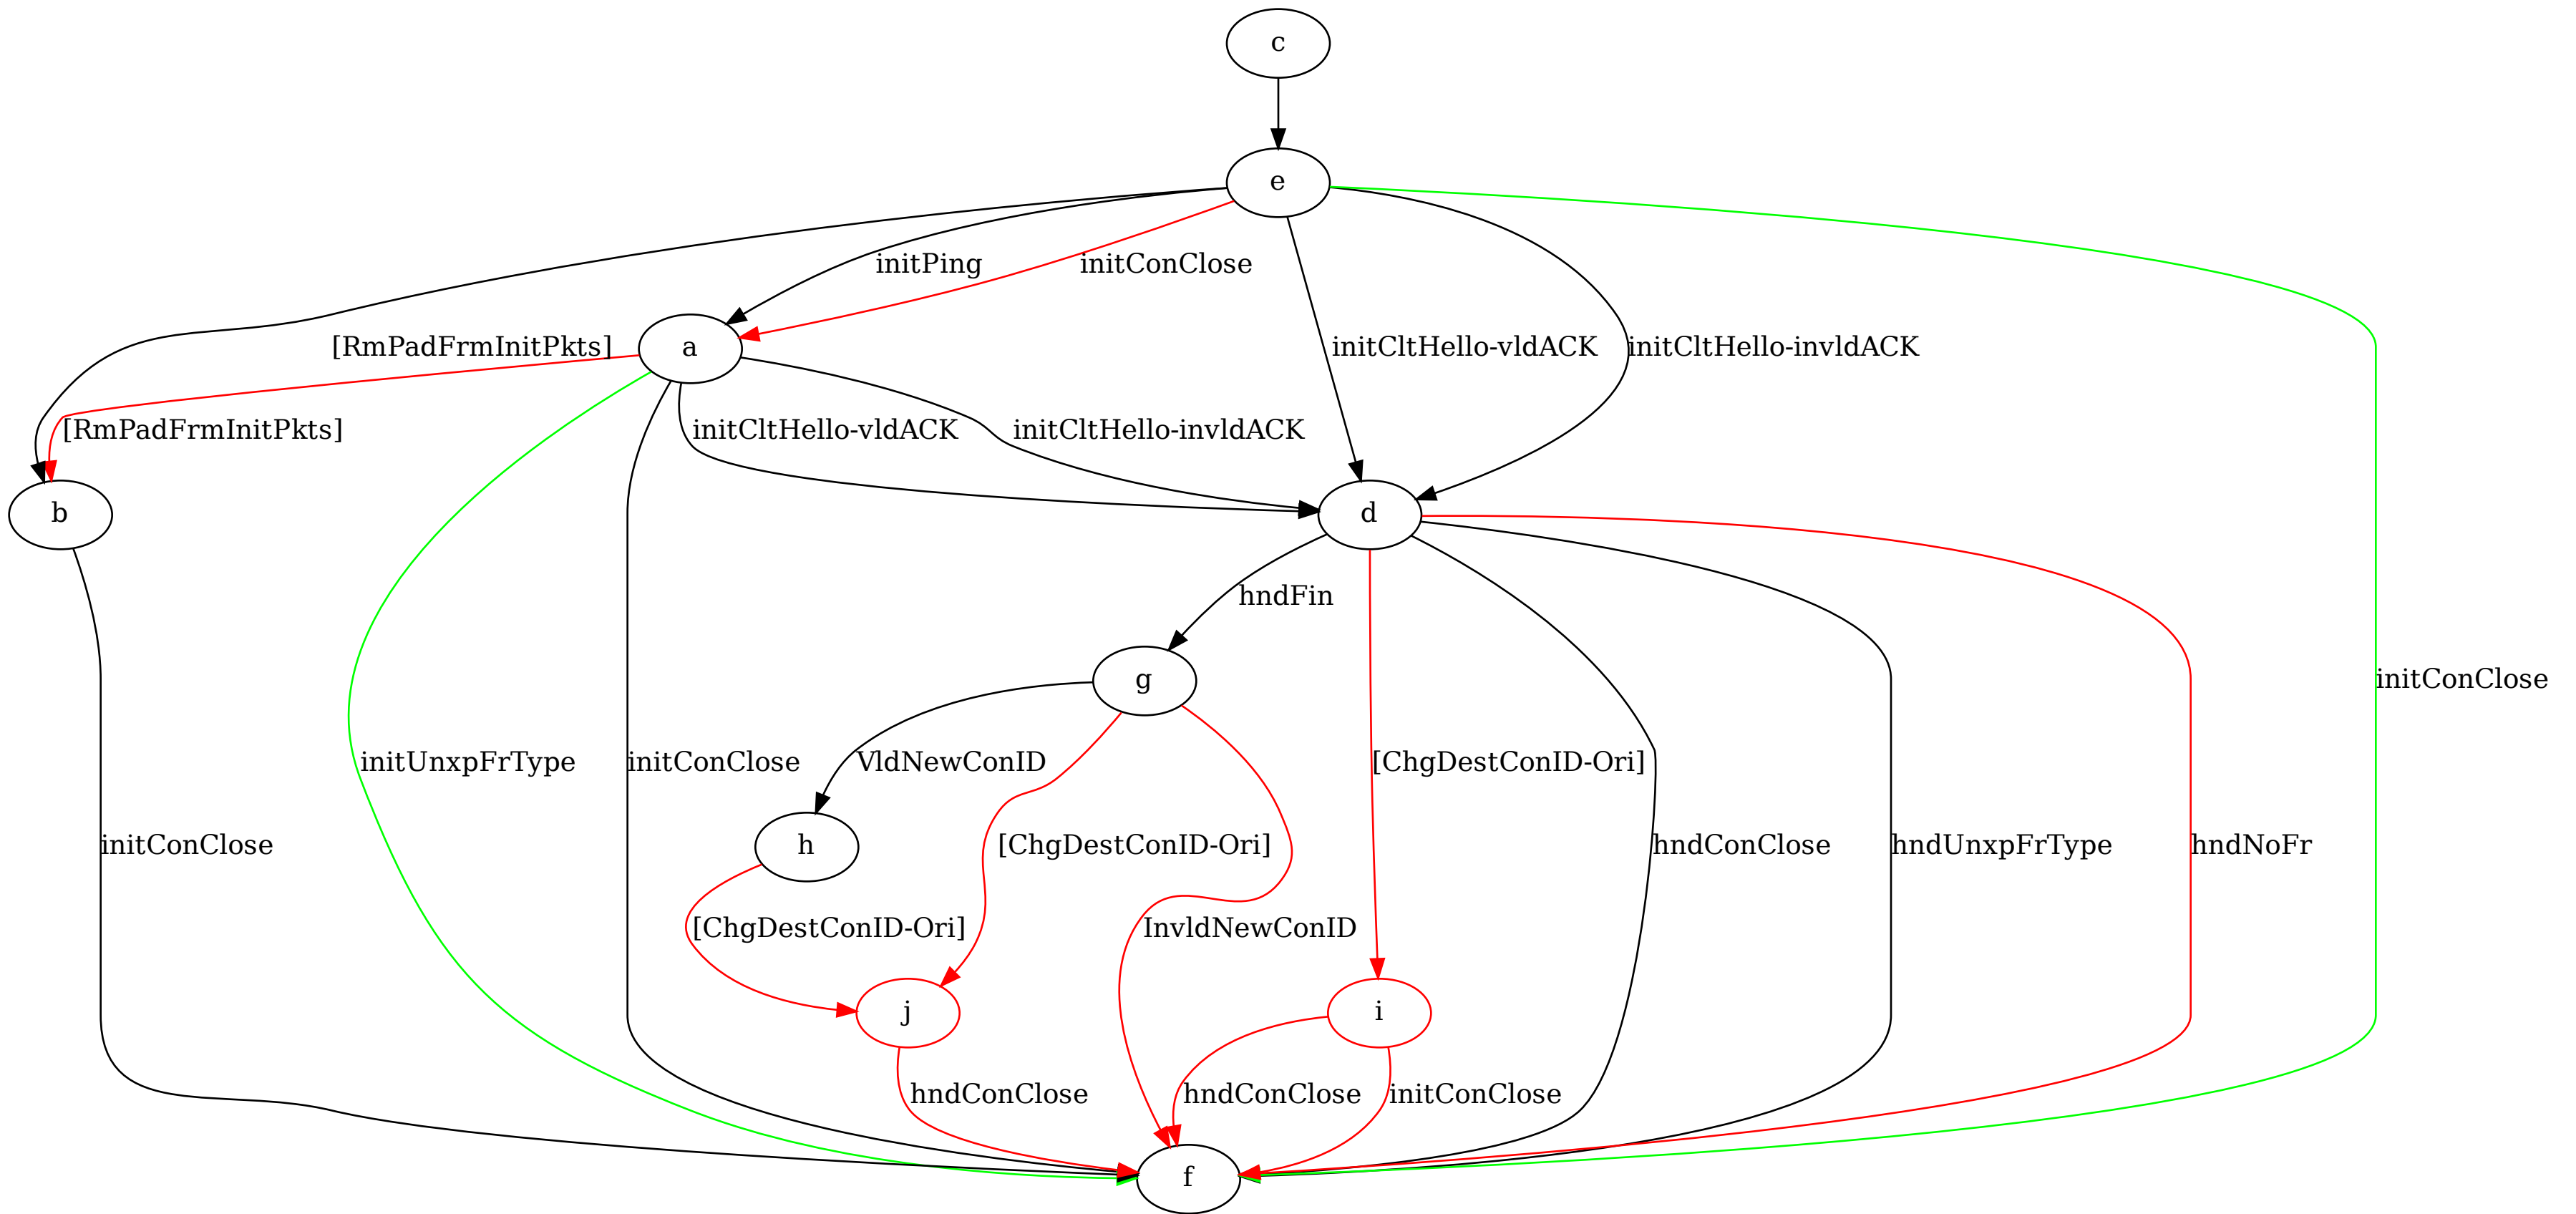 c
e
initPing
initConClose
[RmPadFrmInitPkts]
a
initCltHello-vldACK
initCltHello-invldACK
[RmPadFrmInitPkts]
initCltHello-vldACK
initCltHello-invldACK
b
d
hndFin
g
initConClose
initUnxpFrType
initConClose
VldNewConID
[ChgDestConID-Ori]
initConClose
h
[ChgDestConID-Ori]
hndConClose
hndUnxpFrType
hndNoFr
[ChgDestConID-Ori]
InvldNewConID
j
i
hndConClose
hndConClose
initConClose
f